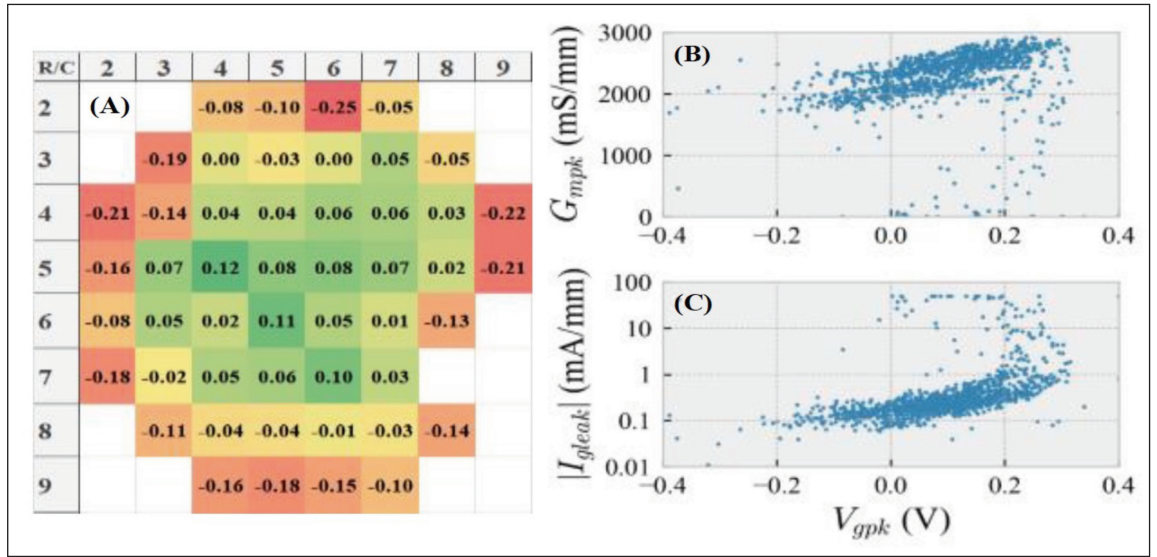 R/C 2 3 4 5 6 7 8 9
2 (A) -0.08 -0.10 -0.25 -0.05
3 -0.19 0.00 -0.03 0.00 0.05 -0.05
4 -0.21 -0.14 0.04 0.04 0.06 0.06 0.03 -0.22
5 -0.16 0.07 0.12 0.08 0.08 0.07 0.02 -0.21
6 -0.08 0.05 0.02 0.11 0.05 0.01 -0.13
7 -0.18 -0.02 0.05 0.06 0.10 0.03
8 -0.11 -0.04 -0.04 -0.01 -0.03 -0.14
9 -0.16 -0.18 -0.15 -0.10
(B)
G_mpk (mS/mm)
3000
2000
1000
0
−0.4 −0.2 0.0 0.2 0.4
(C)
|I_gleak| (mA/mm)
100
10
1
0.1
0.01
−0.4 −0.2 0.0 0.2 0.4
V_gpk (V)